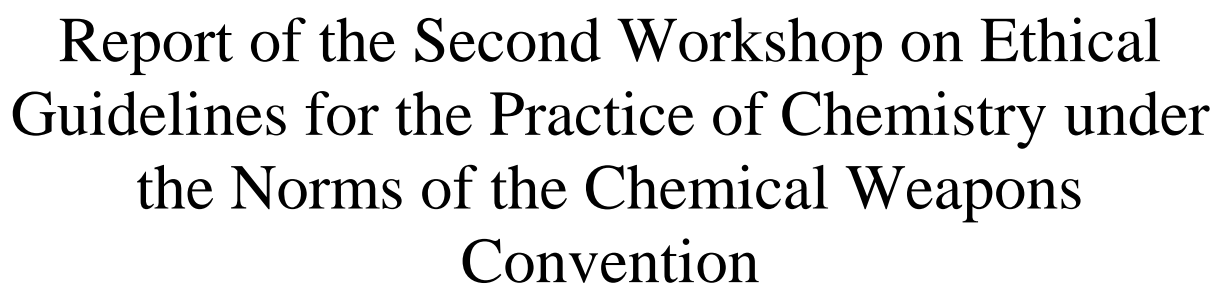 Report of the Second Workshop on Ethical
Guidelines for the Practice of Chemistry under
the Norms of the Chemical Weapons
Convention